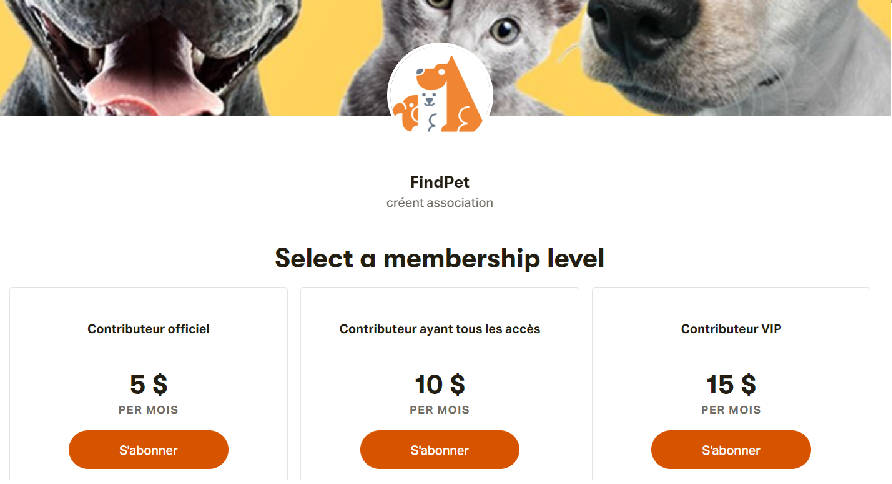 FindPet
créent association
Select a membership level
Contributeur officiel
5 $
PER MOIS
S'abonner
Contributeur ayant tous les accès
10 $
PER MOIS
S'abonner
Contributeur VIP
15 $
PER MOIS
S'abonner